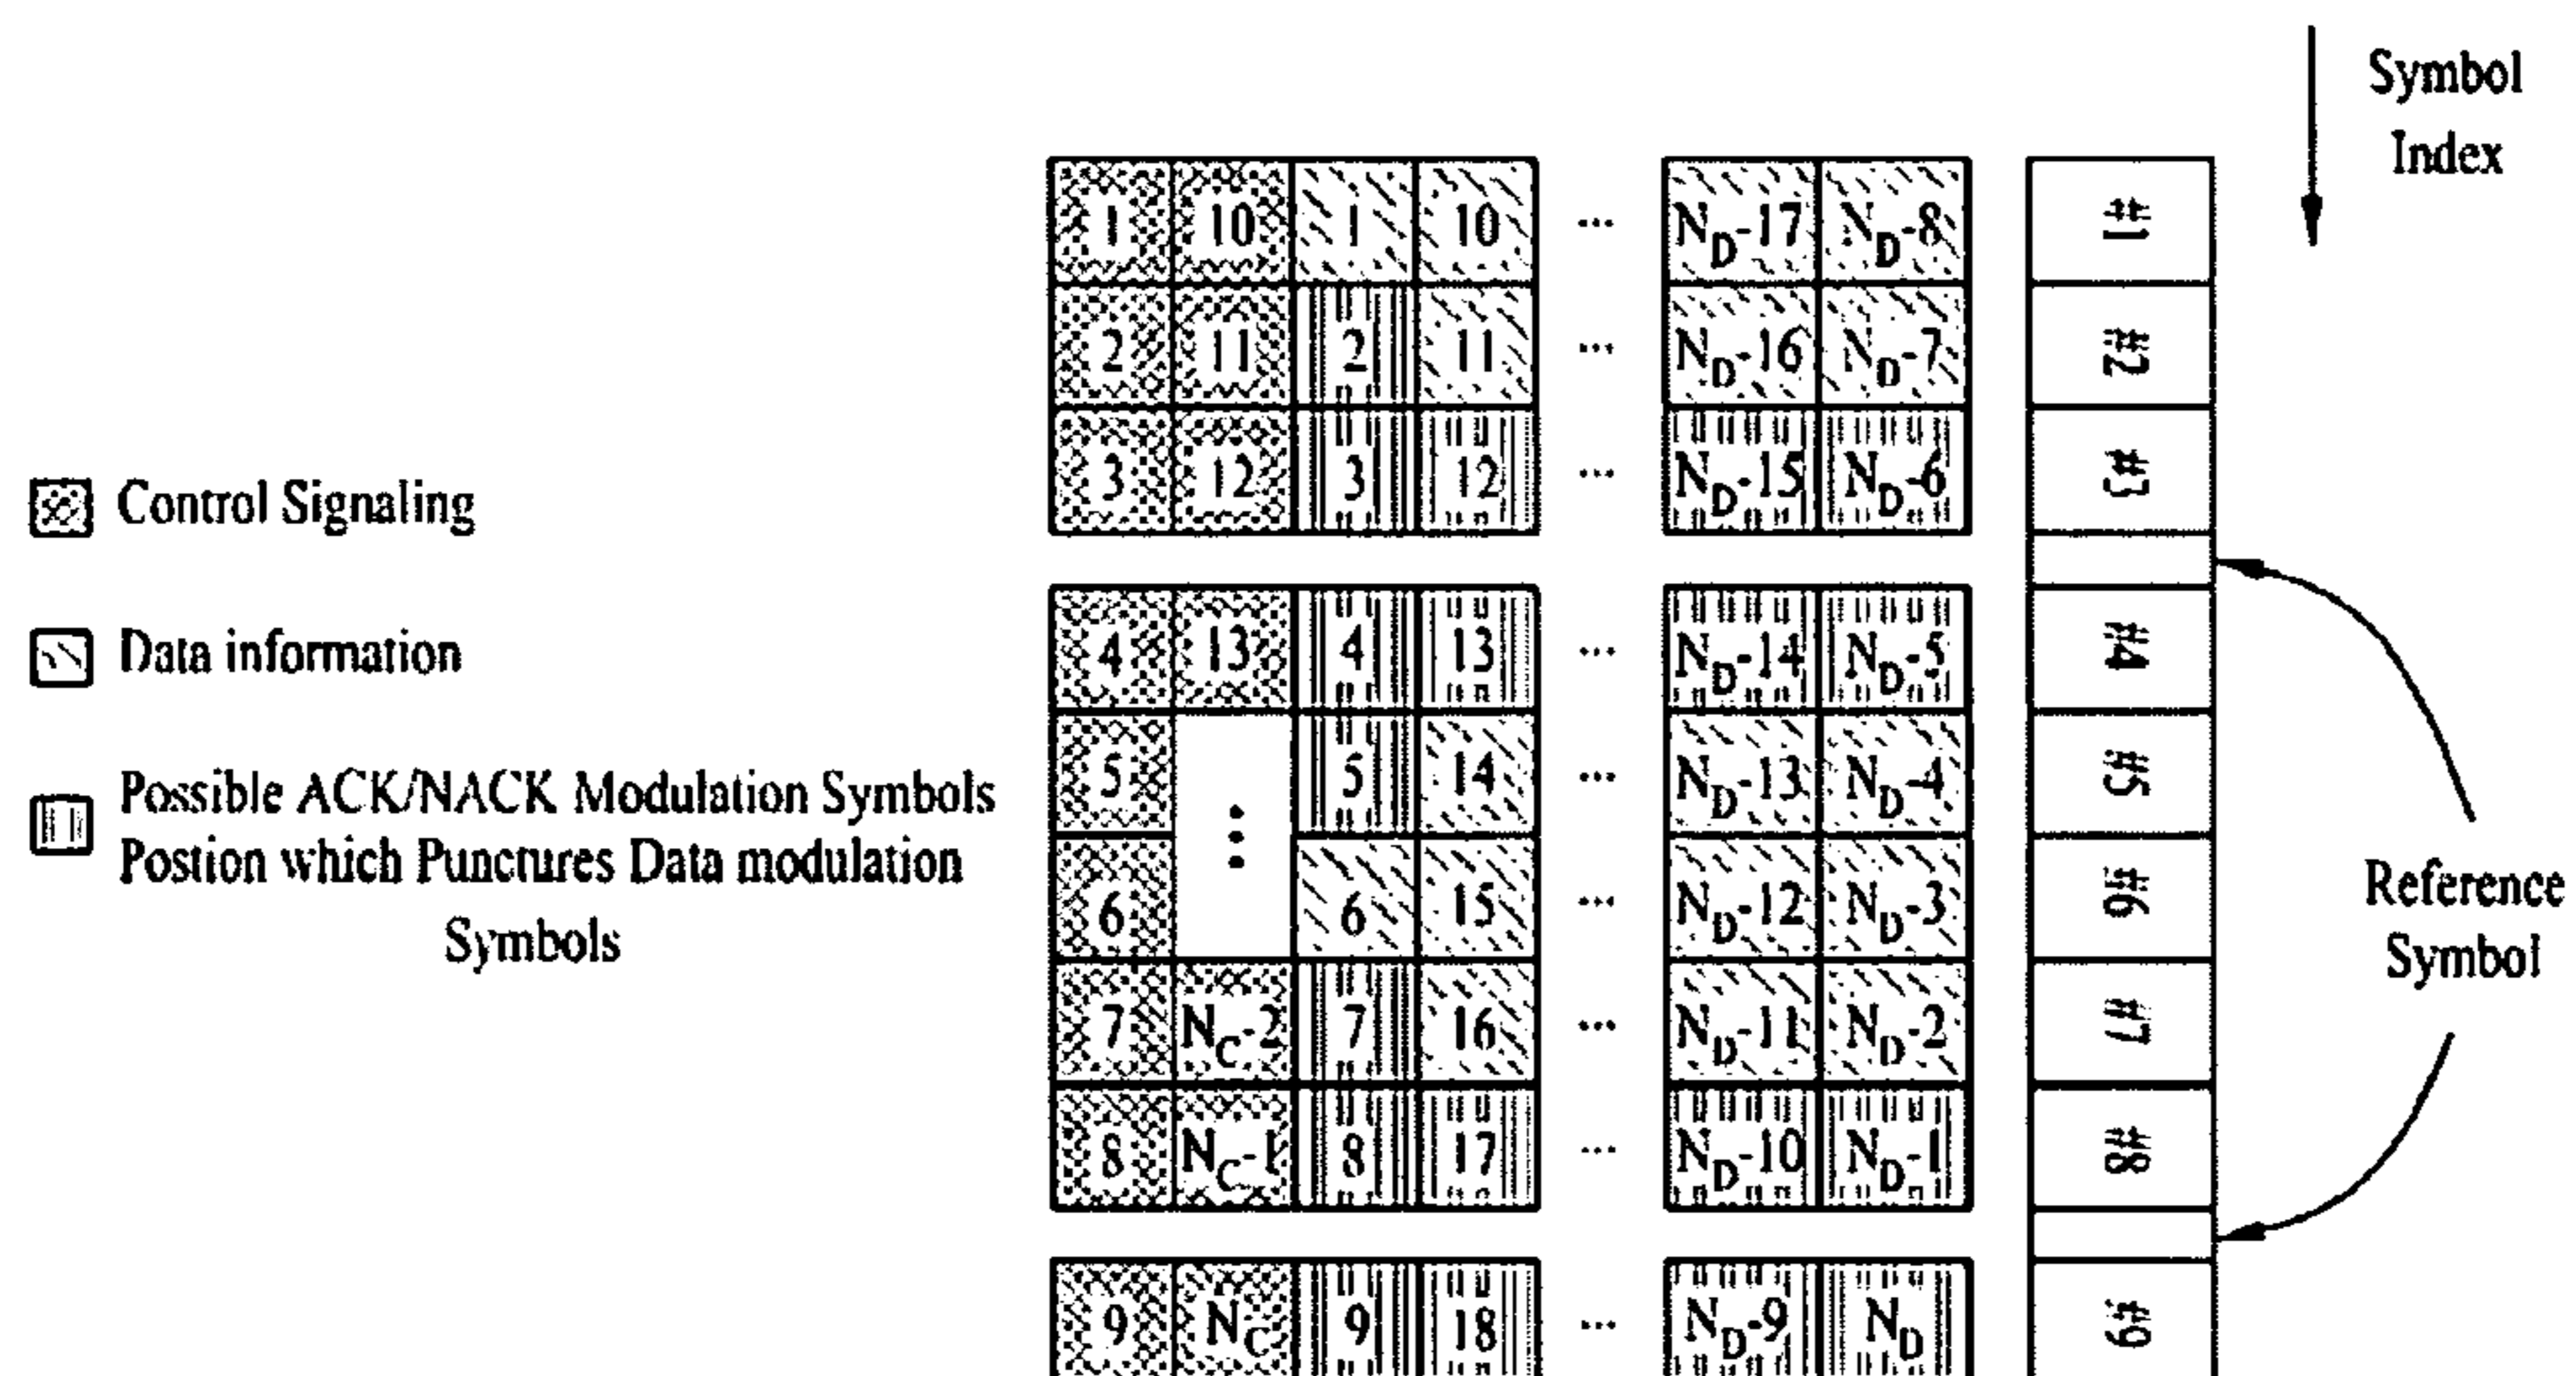 Symbol
Index
1 10 1 10 ... N_D-17 N_D-8 #1
2 11 2 11 ... N_D-16 N_D-7 #2
3 12 3 12 ... N_D-15 N_D-6 #3
Control Signaling
4 13 4 13 ... N_D-14 N_D-5 #4
Data information
5 5 14 ... N_D-13 N_D-4 #5
Possible ACK/NACK Modulation Symbols
Postion which Punctures Data modulation
Symbols
6 6 15 ... N_D-12 N_D-3 #6
Reference
Symbol
7 N_C-2 7 16 ... N_D-11 N_D-2 #7
8 N_C-1 8 17 ... N_D-10 N_D-1 #8
9 N_C 9 18 ... N_D-9 N_D #9